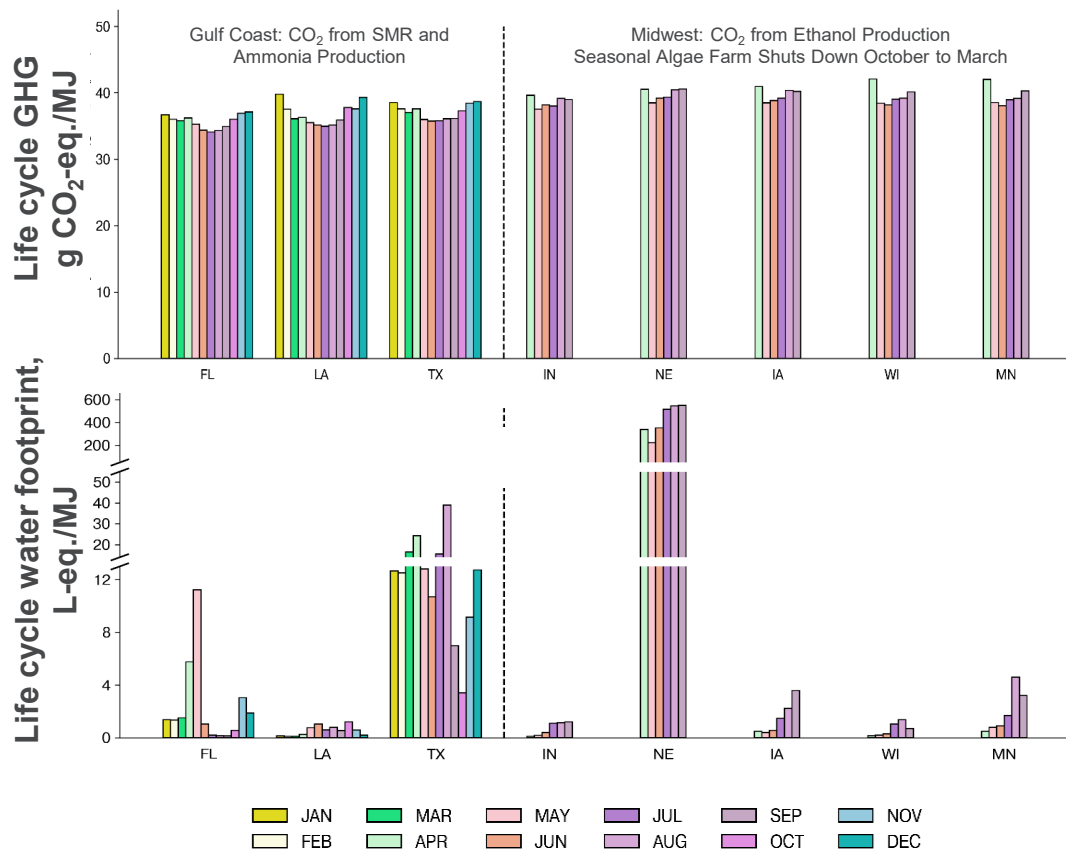 50
40
30
20
10
0
Life cycle GHG
g CO₂-eq./MJ
Gulf Coast: CO₂ from SMR and
Ammonia Production
Midwest: CO₂ from Ethanol Production
Seasonal Algae Farm Shuts Down October to March
FL LA TX IN NE IA WI MN
Life cycle water footprint,
L-eq./MJ
600
400
200
50
40
30
20
12
8
4
0
FL LA TX IN NE IA WI MN
JAN MAR MAY JUL SEP NOV
FEB APR JUN AUG OCT DEC